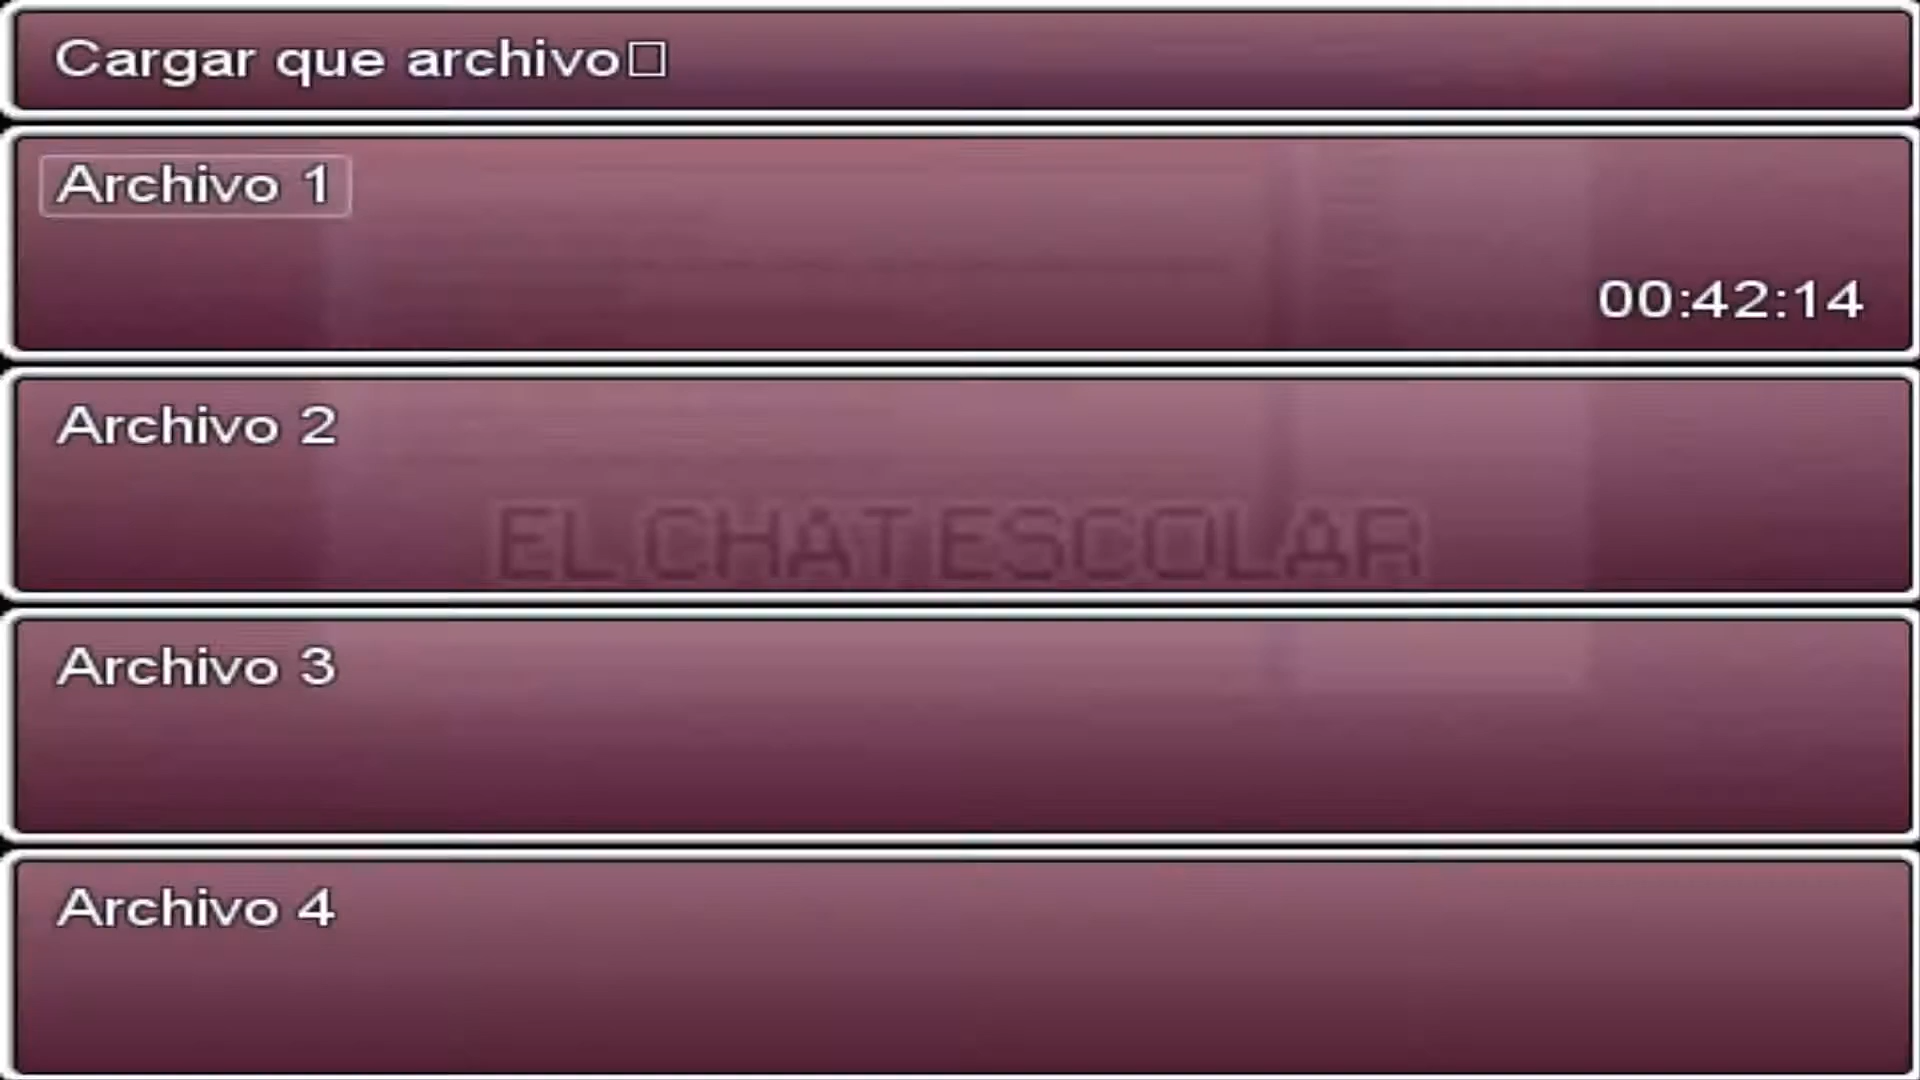 Cargar que archivo□
Archivo 1
00:42:14
Archivo 2
EL CHAT ESCOLAR
Archivo 3
Archivo 4